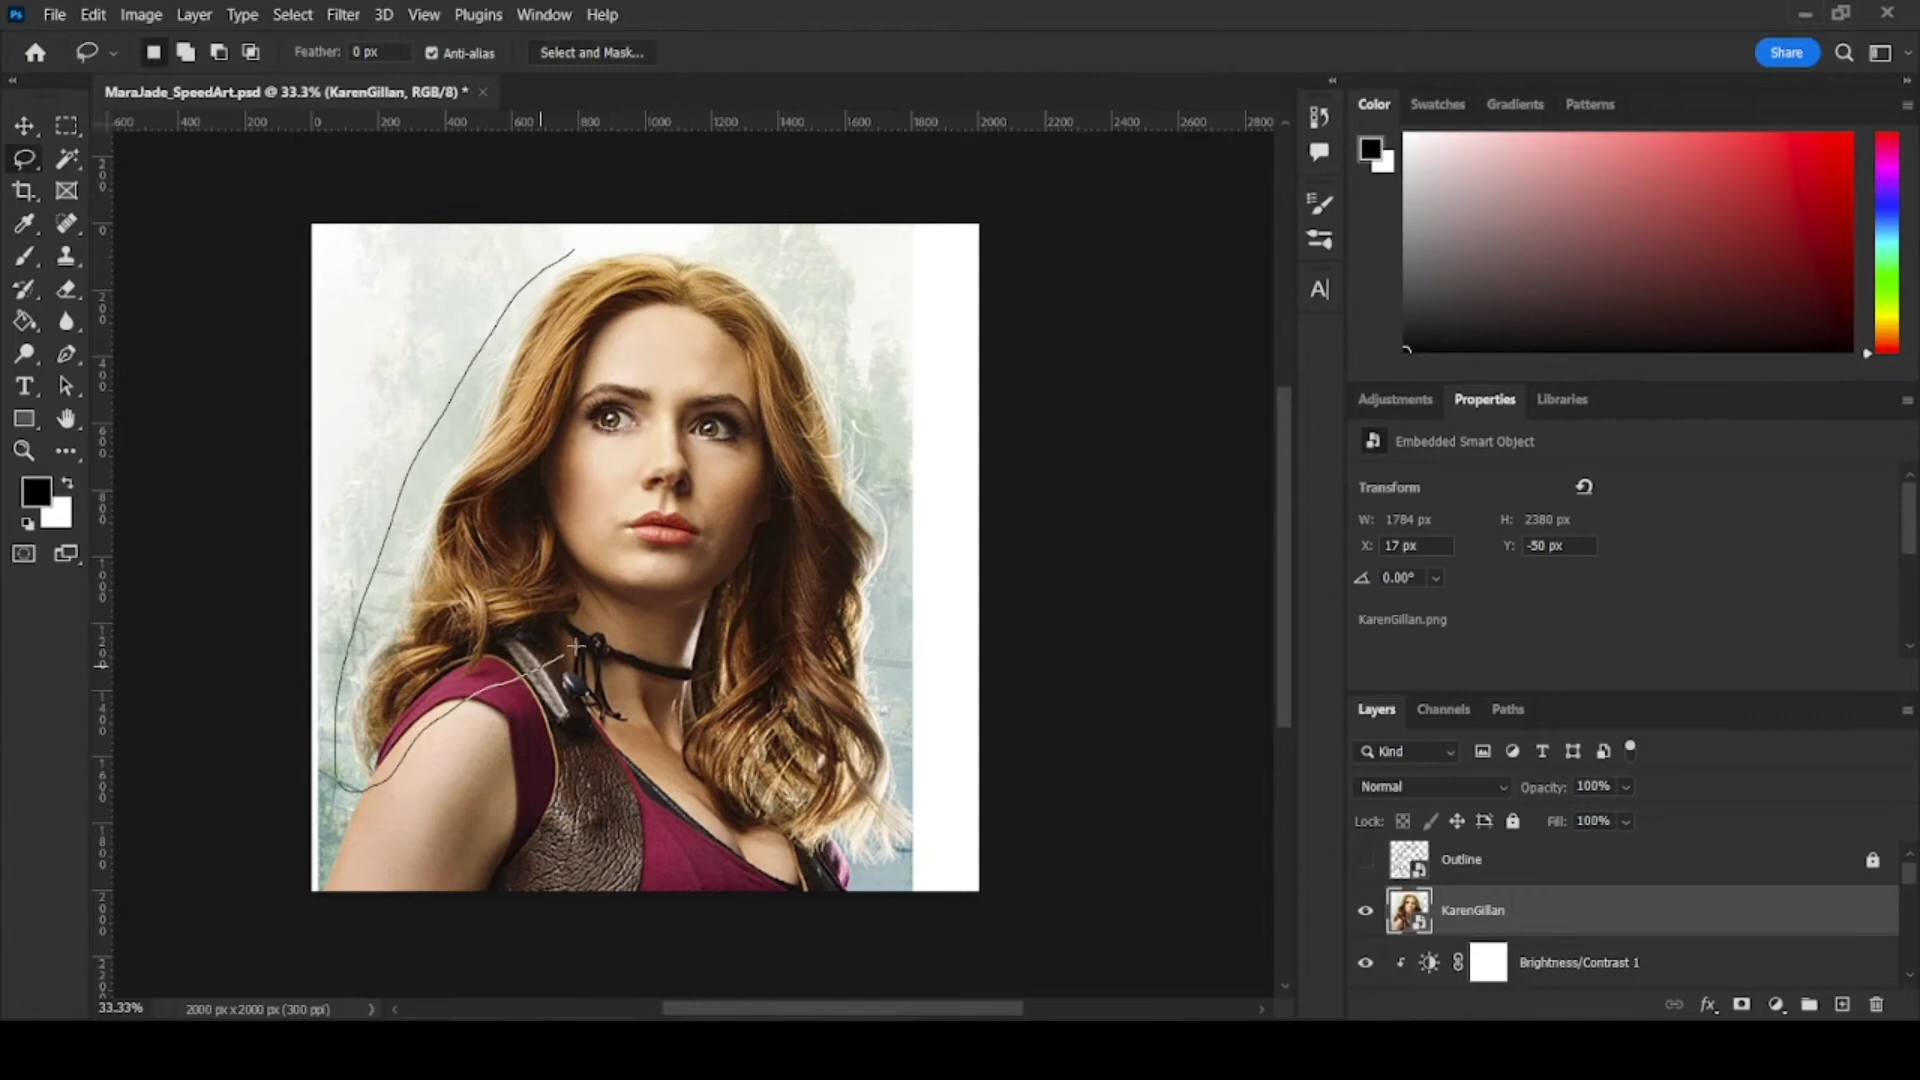 Ps File Edit Image Layer Type Select Filter 3D View Plugins Window Help
Feather: 0 px Anti-alias Select and Mask... Share
MaraJade_SpeedArt.psd @ 33.3% (KarenGillan, RGB/8) * ×
600 400 200 0 200 400 600 800 1000 1200 1400 1600 1800 2000 2200 2400 2600 2800
Color Swatches Gradients Patterns
Adjustments Properties Libraries
Embedded Smart Object
Transform
W: 1784 px H: 2380 px
X: 17 px Y: -50 px
0.00°
KarenGillan.png
Layers Channels Paths
Kind
Normal Opacity: 100%
Lock: Fill: 100%
Outline
KarenGillan
Brightness/Contrast 1
33.33% 2000 px x 2000 px (300 ppi)